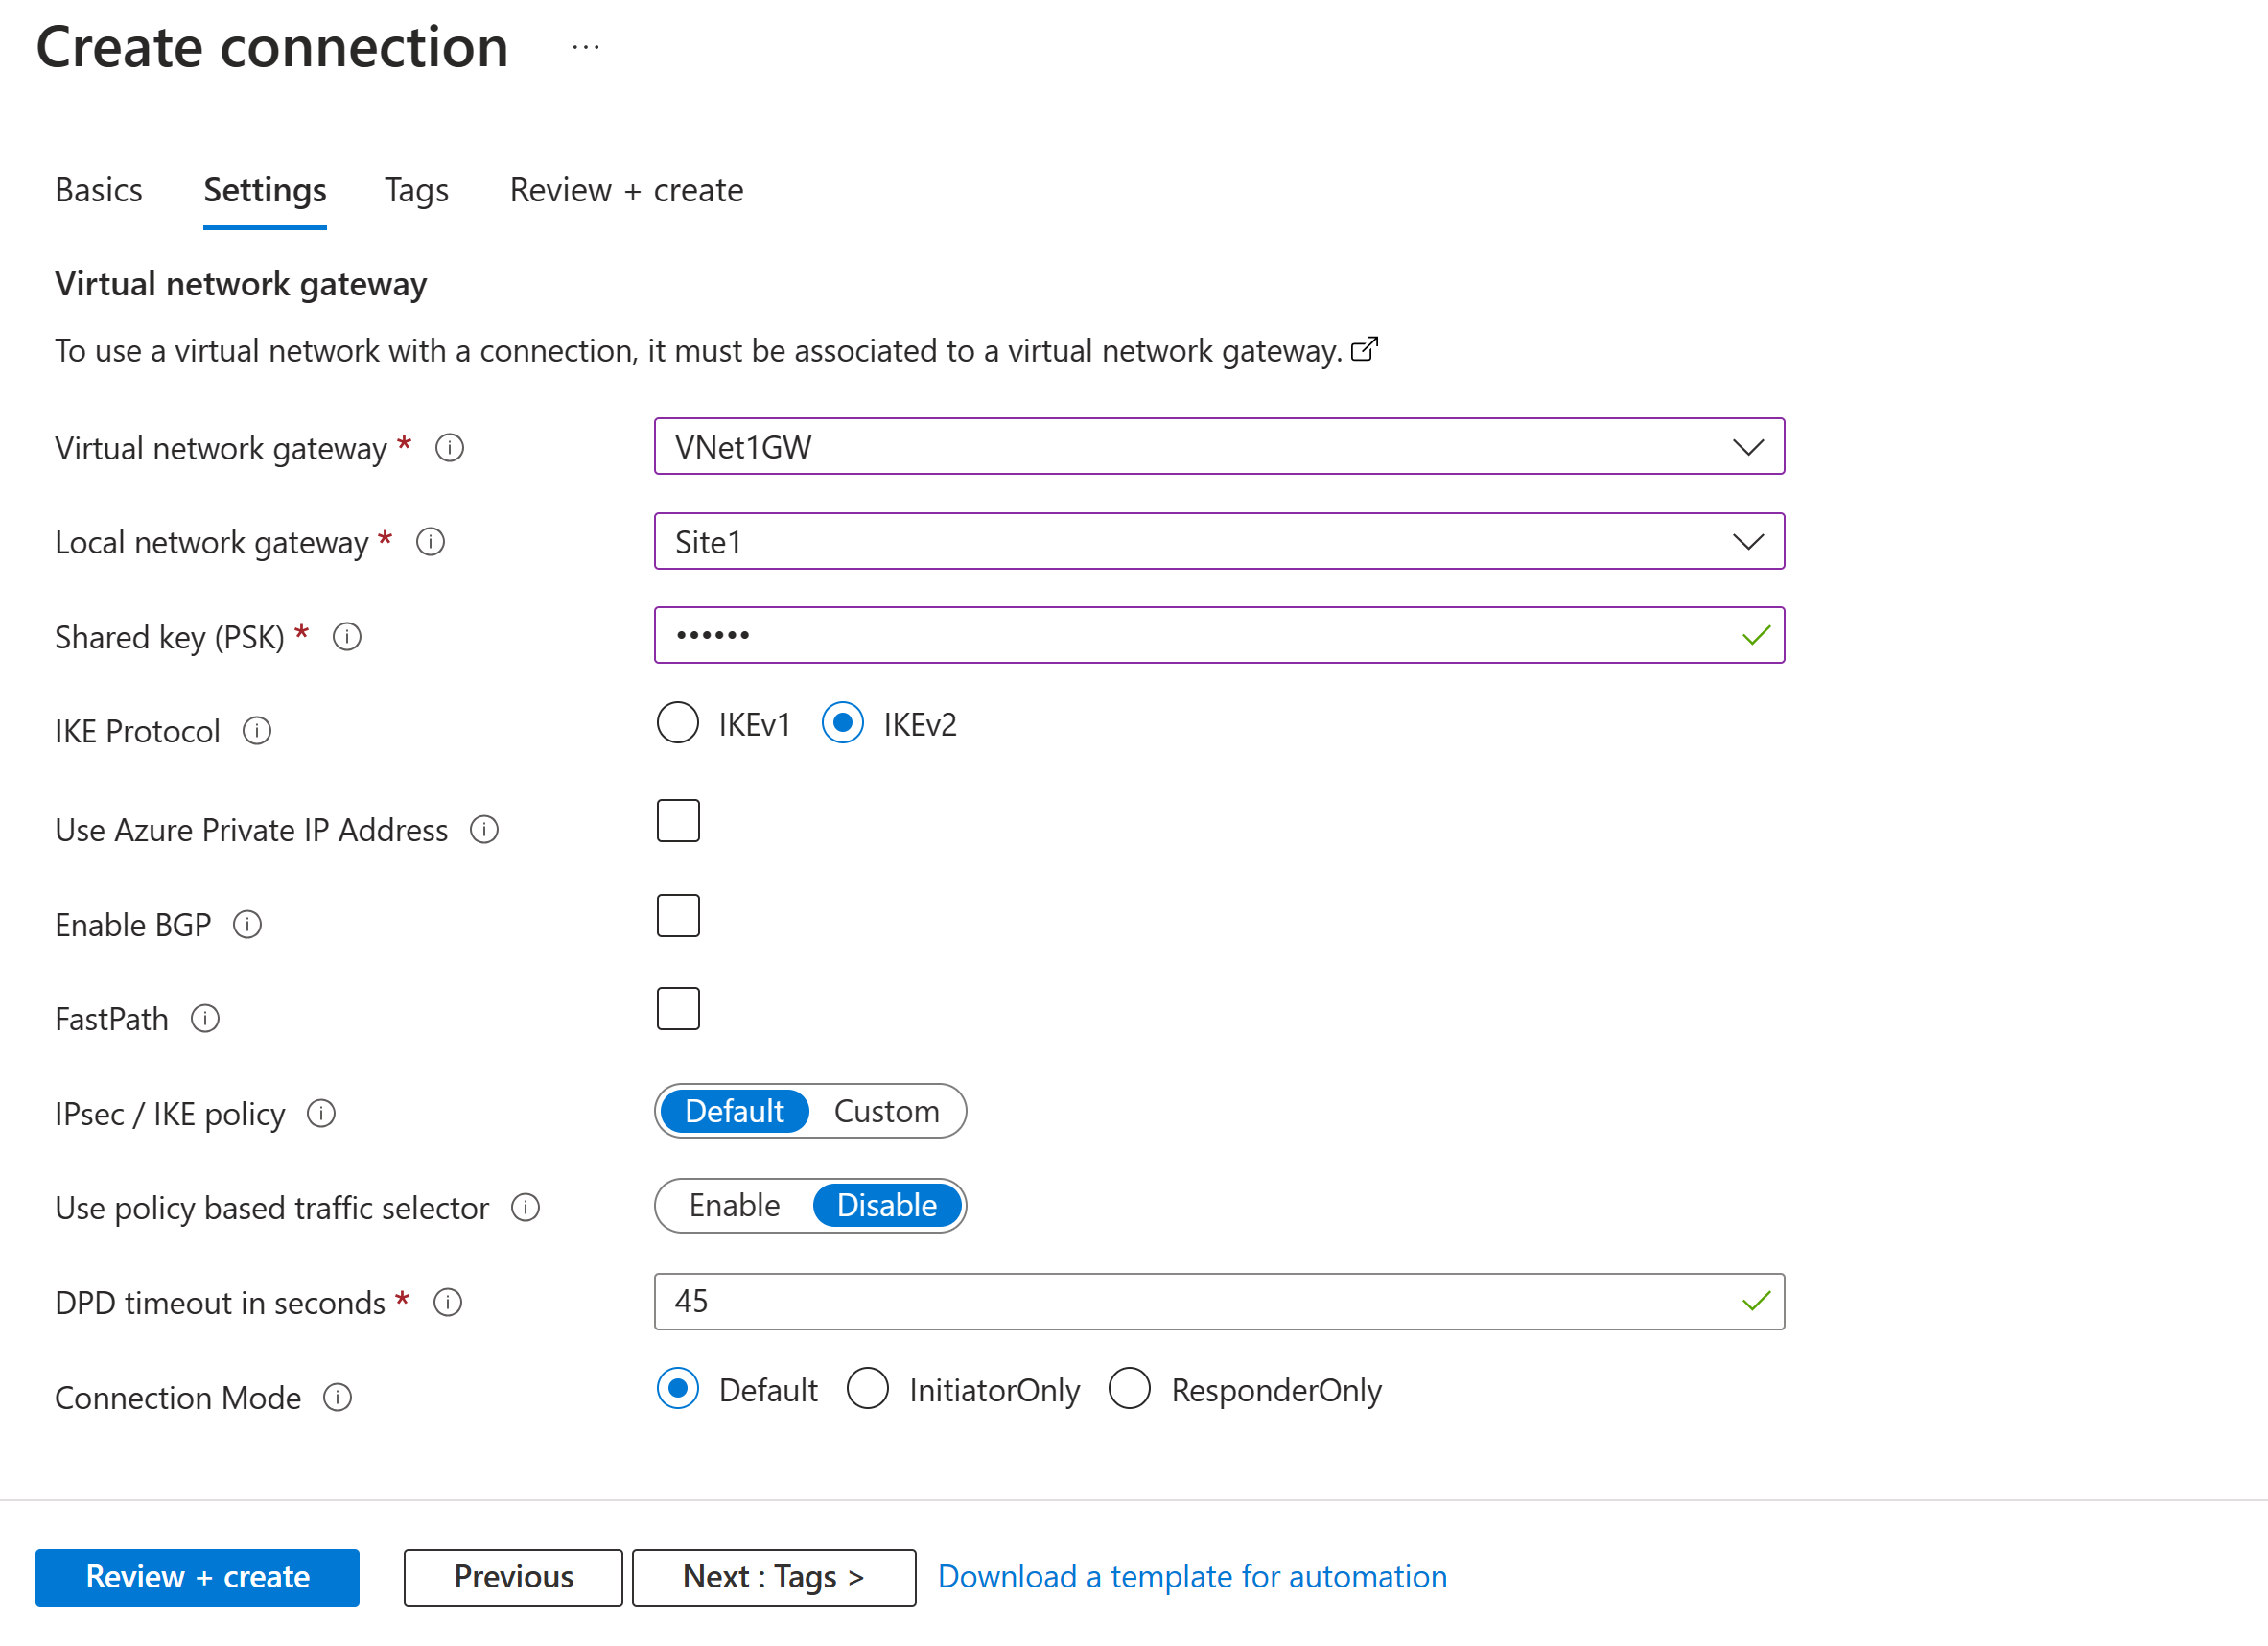 Create connection ...
Basics Settings Tags Review + create
Virtual network gateway
To use a virtual network with a connection, it must be associated to a virtual network gateway.
Virtual network gateway * VNet1GW
Local network gateway * Site1
Shared key (PSK) * ••••••
IKE Protocol IKEv1 IKEv2
Use Azure Private IP Address
Enable BGP
FastPath
IPsec / IKE policy Default Custom
Use policy based traffic selector Enable Disable
DPD timeout in seconds * 45
Connection Mode Default InitiatorOnly ResponderOnly
Review + create Previous Next : Tags > Download a template for automation